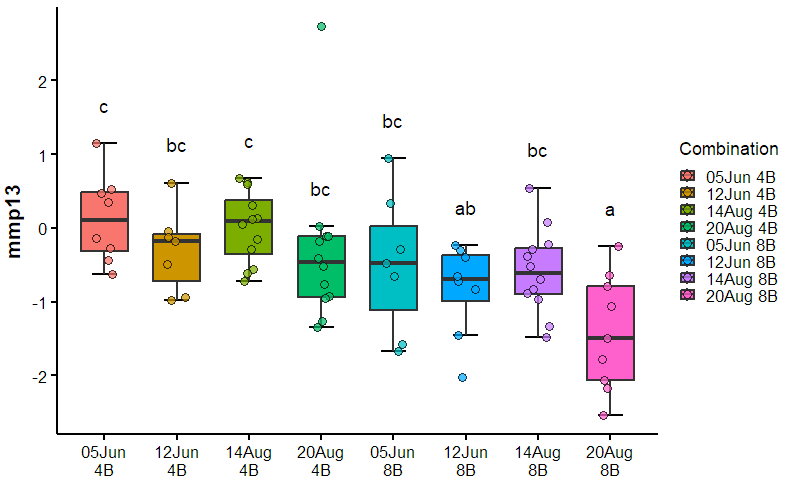 mmp13
2
1
0
-1
-2
c
bc
c
bc
bc
ab
bc
a
05Jun 12Jun 14Aug 20Aug 05Jun 12Jun 14Aug 20Aug
4B 4B 4B 4B 8B 8B 8B 8B
Combination
05Jun 4B
12Jun 4B
14Aug 4B
20Aug 4B
05Jun 8B
12Jun 8B
14Aug 8B
20Aug 8B